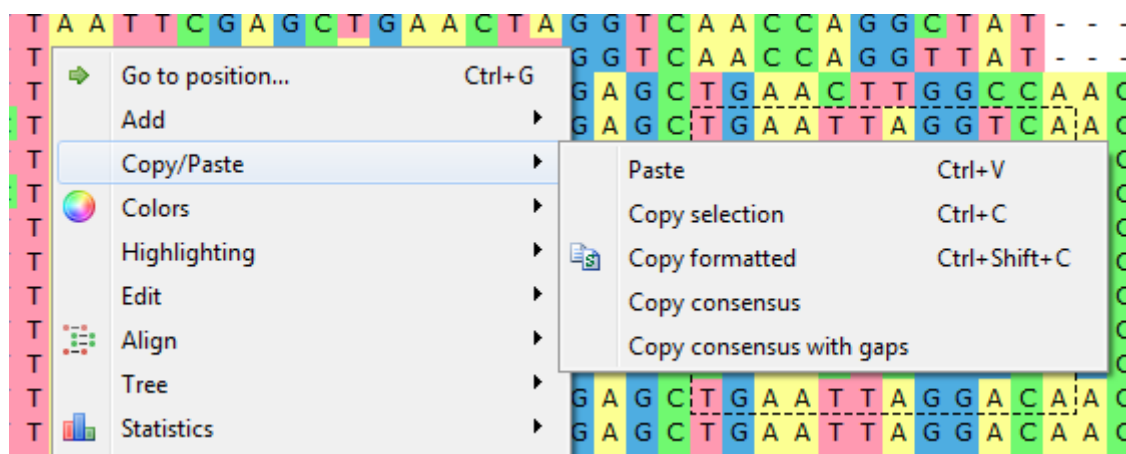 T A A T T C G A G C T G A A C T A G G T C A A C C A G G C T A T - - -
T G G T C A A C C A G G T T A T - - -
Go to position... Ctrl+G
T G A G C T G A A C T T G G C C A A C
Add
T G A G C T G A A T T A G G T C A A C
Copy/Paste
T
Paste Ctrl+V
T
Colors
Copy selection Ctrl+C
T
Highlighting
Copy formatted Ctrl+Shift+C
T
Edit
Copy consensus
T
T
Align
Copy consensus with gaps
T
Tree
T G A G C T G A A T T A G G A C A A C
Statistics
T G A G C T G A A T T A G G A C A A C